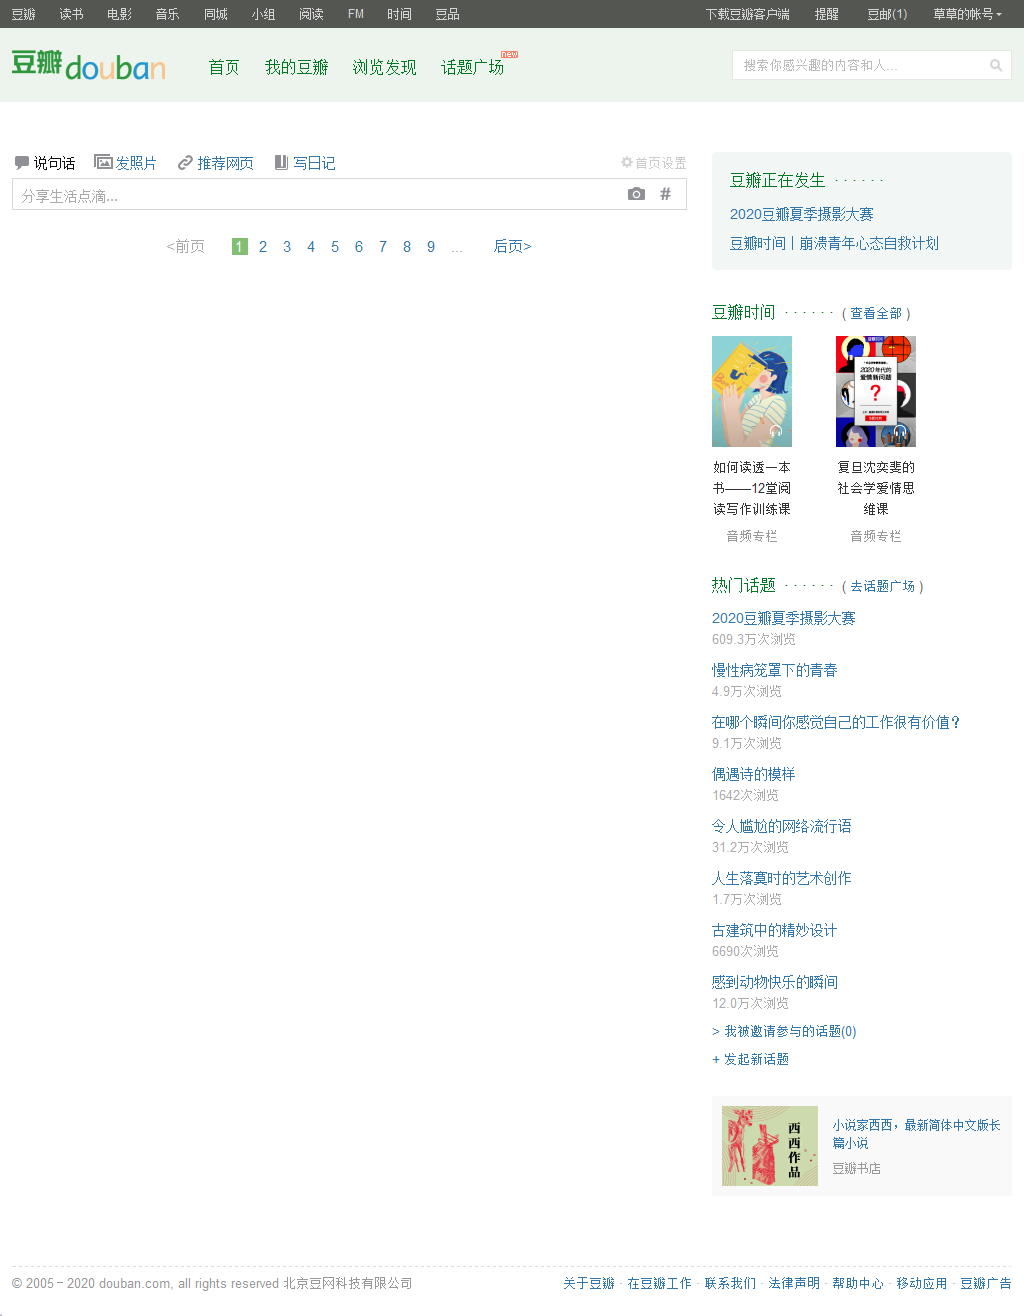 豆瓣 读书 电影 音乐 同城 小组 阅读 FM 时间 豆品 下载豆瓣客户端 提醒 豆邮(1) 草草的帐号
豆瓣douban 首页 我的豆瓣 浏览发现 话题广场 new 搜索你感兴趣的内容和人...
说句话 发照片 推荐网页 写日记 首页设置
分享生活点滴... #
<前页 1 2 3 4 5 6 7 8 9 ... 后页>
豆瓣正在发生 · · · · · ·
2020豆瓣夏季摄影大赛
豆瓣时间丨崩溃青年心态自救计划
豆瓣时间 · · · · · · ( 查看全部 )
2020年代的
爱情新问题
?
如何读透一本
书——12堂阅
读写作训练课
音频专栏
复旦沈奕斐的
社会学爱情思
维课
音频专栏
热门话题 · · · · · · ( 去话题广场 )
2020豆瓣夏季摄影大赛
609.3万次浏览
慢性病笼罩下的青春
4.9万次浏览
在哪个瞬间你感觉自己的工作很有价值？
9.1万次浏览
偶遇诗的模样
1642次浏览
令人尴尬的网络流行语
31.2万次浏览
人生落寞时的艺术创作
1.7万次浏览
古建筑中的精妙设计
6690次浏览
感到动物快乐的瞬间
12.0万次浏览
> 我被邀请参与的话题(0)
+ 发起新话题
西西作品
小说家西西，最新简体中文版长
篇小说
豆瓣书店
© 2005－2020 douban.com, all rights reserved 北京豆网科技有限公司 关于豆瓣 · 在豆瓣工作 · 联系我们 · 法律声明 · 帮助中心 · 移动应用 · 豆瓣广告